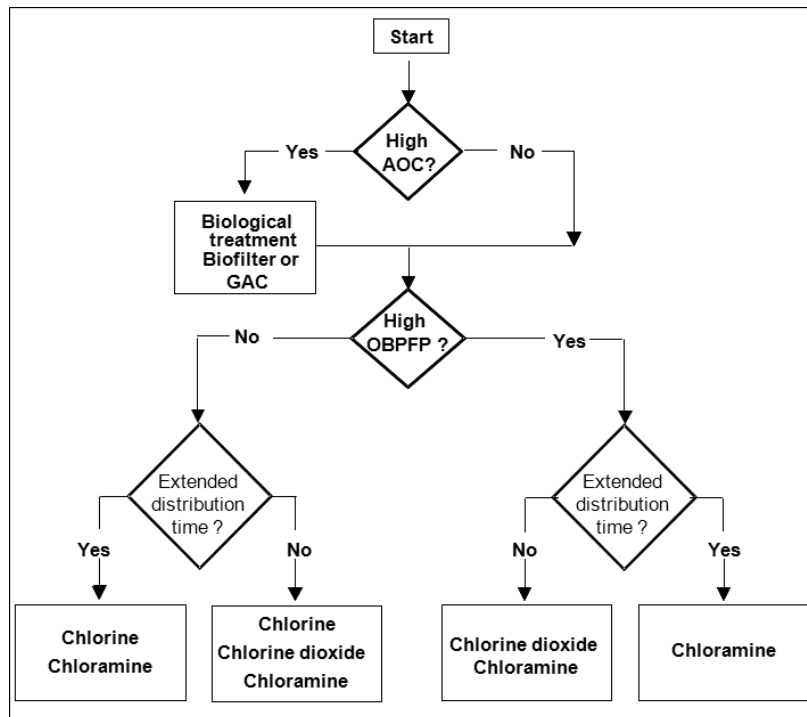 Start
High
AOC?
Yes
No
Biological
treatment
Biofilter or
GAC
High
OBPFP ?
No
Yes
Extended
distribution
time ?
Extended
distribution
time ?
Yes
No
No
Yes
Chlorine
Chloramine
Chlorine
Chlorine dioxide
Chloramine
Chlorine dioxide
Chloramine
Chloramine